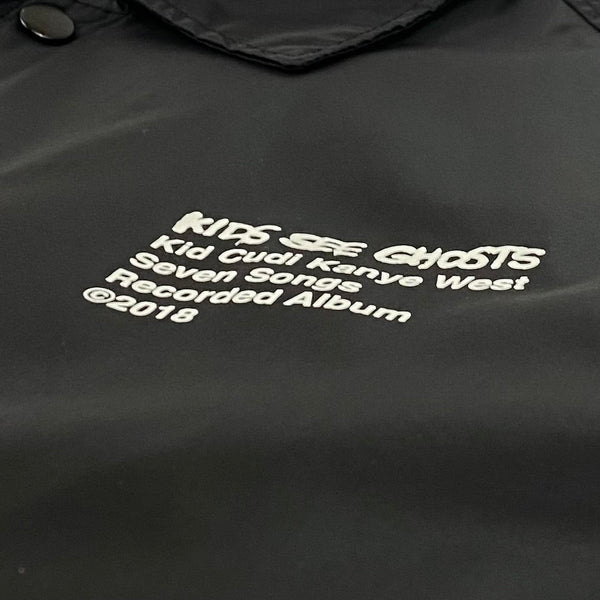 KIDS SEE GHOSTS
Kid Cudi Kanye West
Seven Songs
Recorded Album
©2018